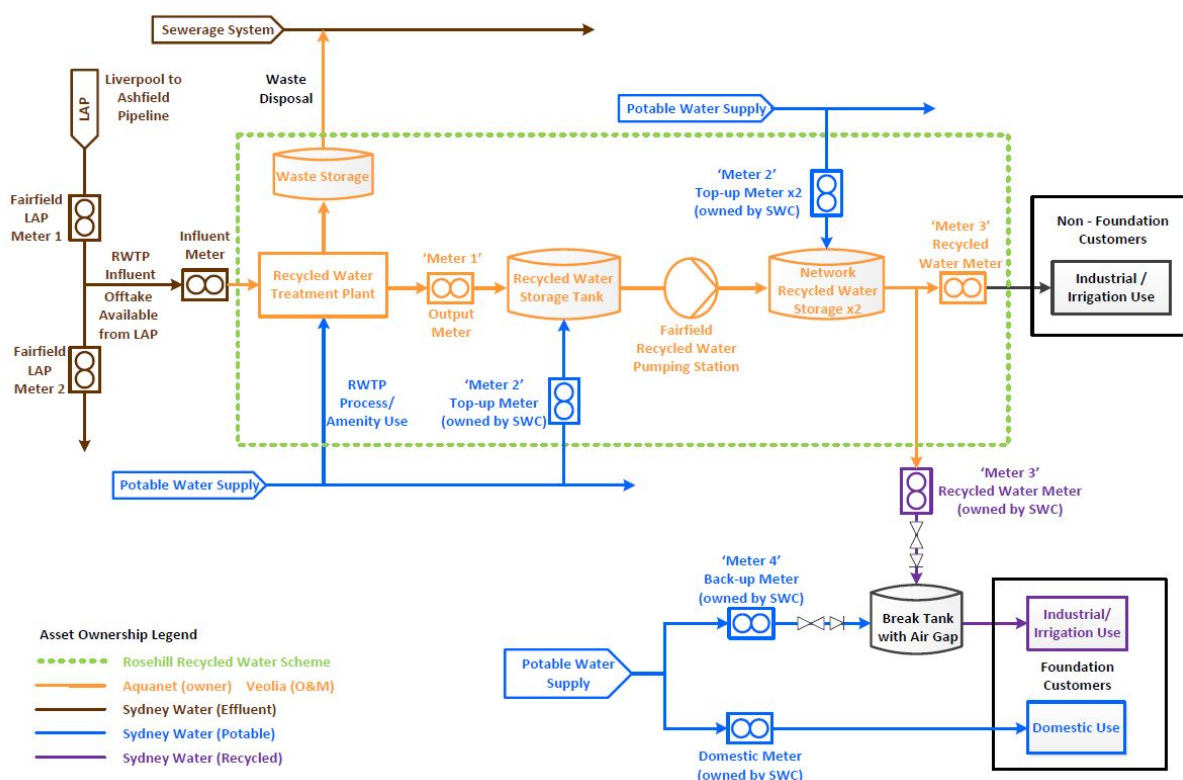 Sewerage System
Liverpool to
Ashfield
Pipeline
LAP
Waste
Disposal
Potable Water Supply
Waste Storage
‘Meter 2’
Top-up Meter x2
(owned by SWC)
Fairfield
LAP
Meter 1
RWTP
Influent
Offtake
Available
from LAP
Influent
Meter
Recycled Water
Treatment Plant
‘Meter 1’
Output
Meter
Recycled Water
Storage Tank
Fairfield
Recycled Water
Pumping Station
Network
Recycled Water
Storage x2
‘Meter 3’
Recycled
Water Meter
Non - Foundation
Customers
Industrial /
Irrigation Use
Fairfield
LAP
Meter 2
RWTP
Process/
Amenity Use
‘Meter 2’
Top-up Meter
(owned by SWC)
Potable Water Supply
‘Meter 3’
Recycled Water Meter
(owned by SWC)
‘Meter 4’
Back-up Meter
(owned by SWC)
Break Tank
with Air Gap
Industrial/
Irrigation Use
Foundation
Customers
Potable Water
Supply
Domestic Use
Domestic Meter
(owned by SWC)
Asset Ownership Legend
Rosehill Recycled Water Scheme
Aquanet (owner) Veolia (O&M)
Sydney Water (Effluent)
Sydney Water (Potable)
Sydney Water (Recycled)